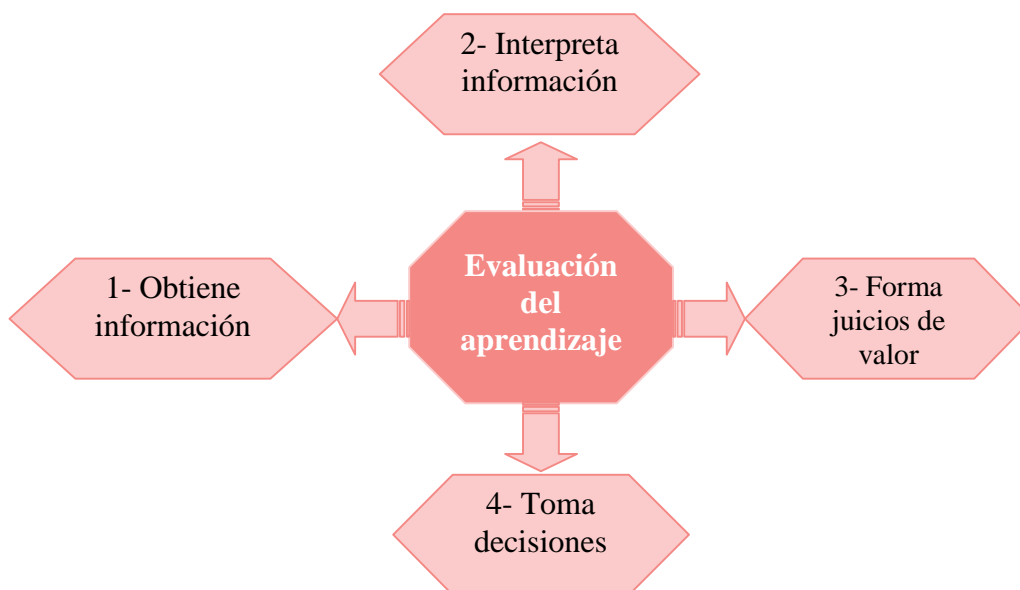 2- Interpreta
información
1- Obtiene
información
Evaluación
del
aprendizaje
3- Forma
juicios de
valor
4- Toma
decisiones